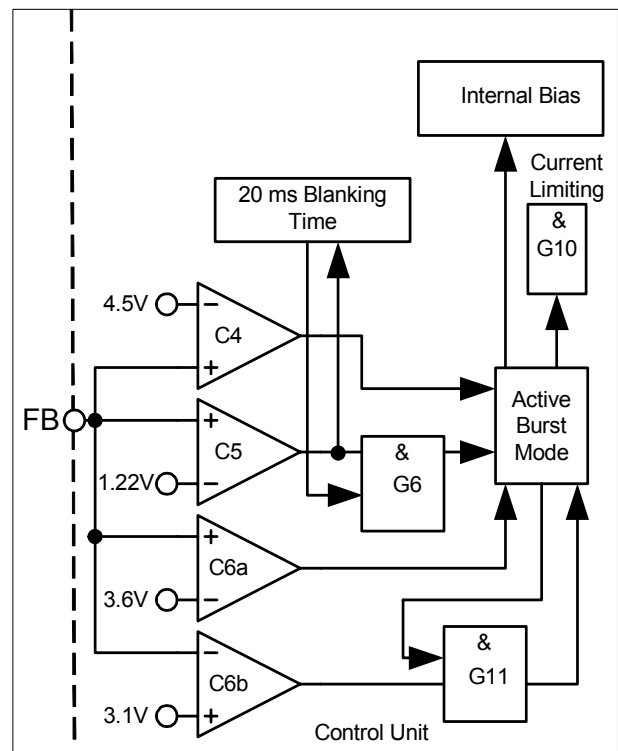 Internal Bias
Current
Limiting
20 ms Blanking
Time
&
G10
4.5V
−
C4
+
FB
+
C5
1.22V
−
&
G6
Active
Burst
Mode
+
C6a
3.6V
−
−
C6b
3.1V
+
&
G11
Control Unit